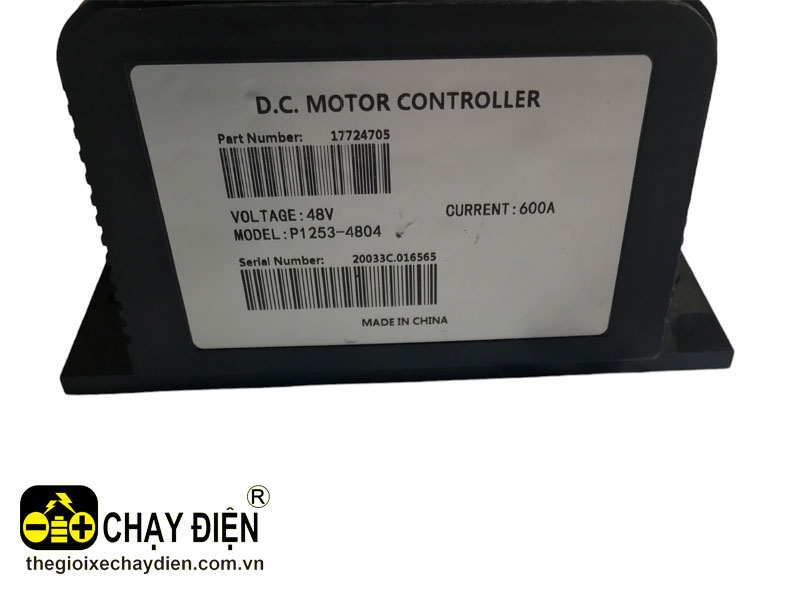 D.C. MOTOR CONTROLLER
Part Number: 17724705
VOLTAGE:48V CURRENT:600A
MODEL:P1253-4804
Serial Number: 20033C.016565
MADE IN CHINA
CHẠY ĐIỆN ®
thegioixechaydien.com.vn